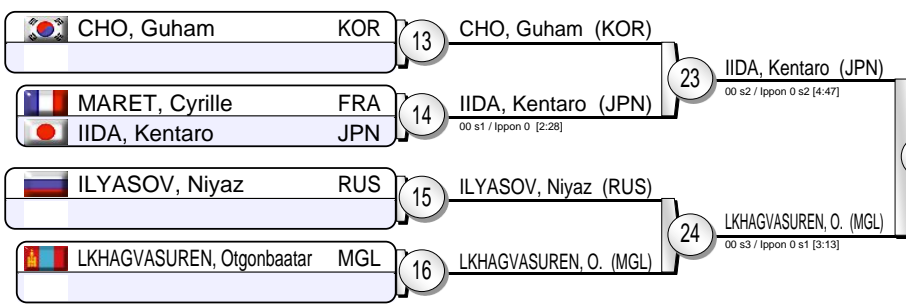 CHO, Guham KOR
13
CHO, Guham (KOR)
23
IIDA, Kentaro (JPN)
00 s2 / Ippon 0 s2 [4:47]
MARET, Cyrille FRA
IIDA, Kentaro JPN
14
IIDA, Kentaro (JPN)
00 s1 / Ippon 0 [2:28]
ILYASOV, Niyaz RUS
15
ILYASOV, Niyaz (RUS)
24
LKHAGVASUREN, O. (MGL)
00 s3 / Ippon 0 s1 [3:13]
LKHAGVASUREN, Otgonbaatar MGL
16
LKHAGVASUREN, O. (MGL)